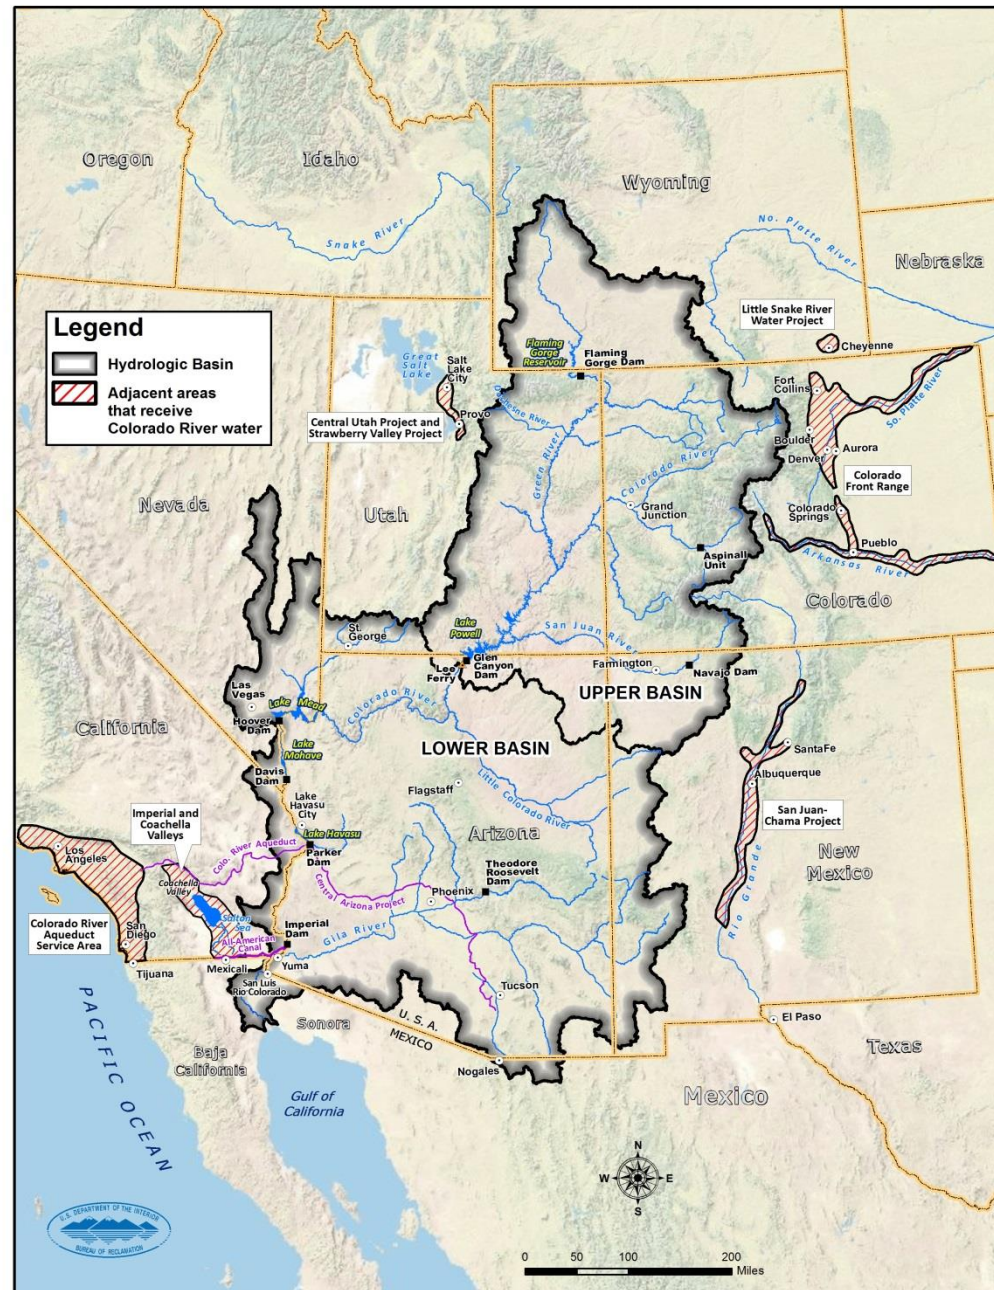 Oregon
Idaho
Wyoming
Snake River
No. Platte River
Nebraska
Legend
Hydrologic Basin
Adjacent areas
that receive
Colorado River water
Great
Salt
Lake
Salt
Lake
City
Provo
Central Utah Project and
Strawberry Valley Project
Flaming
Gorge
Reservoir
Flaming
Gorge Dam
Duchesne River
Green River
Colorado River
Little Snake River
Water Project
Cheyenne
Fort
Collins
So. Platte River
Boulder
Denver
Aurora
Colorado
Front Range
Colorado
Springs
Pueblo
Arkansas River
Colorado
Grand
Junction
Aspinall
Unit
Nevada
Utah
St.
George
Lake
Powell
San Juan River
Lee
Ferry
Glen
Canyon
Dam
Farmington
Navajo Dam
UPPER BASIN
LOWER BASIN
Las
Vegas
Lake Mead
Hoover
Dam
Colorado River
California
Lake
Mohave
Davis
Dam
Flagstaff
Little Colorado River
SantaFe
Albuquerque
San Juan-
Chama Project
New
Mexico
Rio Grande
Imperial and
Coachella
Valleys
Lake
Havasu
City
Lake Havasu
Parker
Dam
Colo. River Aqueduct
Arizona
Theodore
Roosevelt
Dam
Phoenix
Central Arizona Project
Los
Angeles
Coachella
Valley
Salton
Sea
Colorado River
Aqueduct
Service Area
San
Diego
All-American
Canal
Imperial
Dam
Gila River
Tijuana
Mexicali
Yuma
San Luis
Rio Colorado
Tucson
Sonora
U.S.A.
MEXICO
Baja
California
Nogales
El Paso
Texas
Mexico
PACIFIC OCEAN
Gulf of
California
N
W
E
S
U.S. DEPARTMENT OF THE INTERIOR
BUREAU OF RECLAMATION
0 50 100 200
Miles